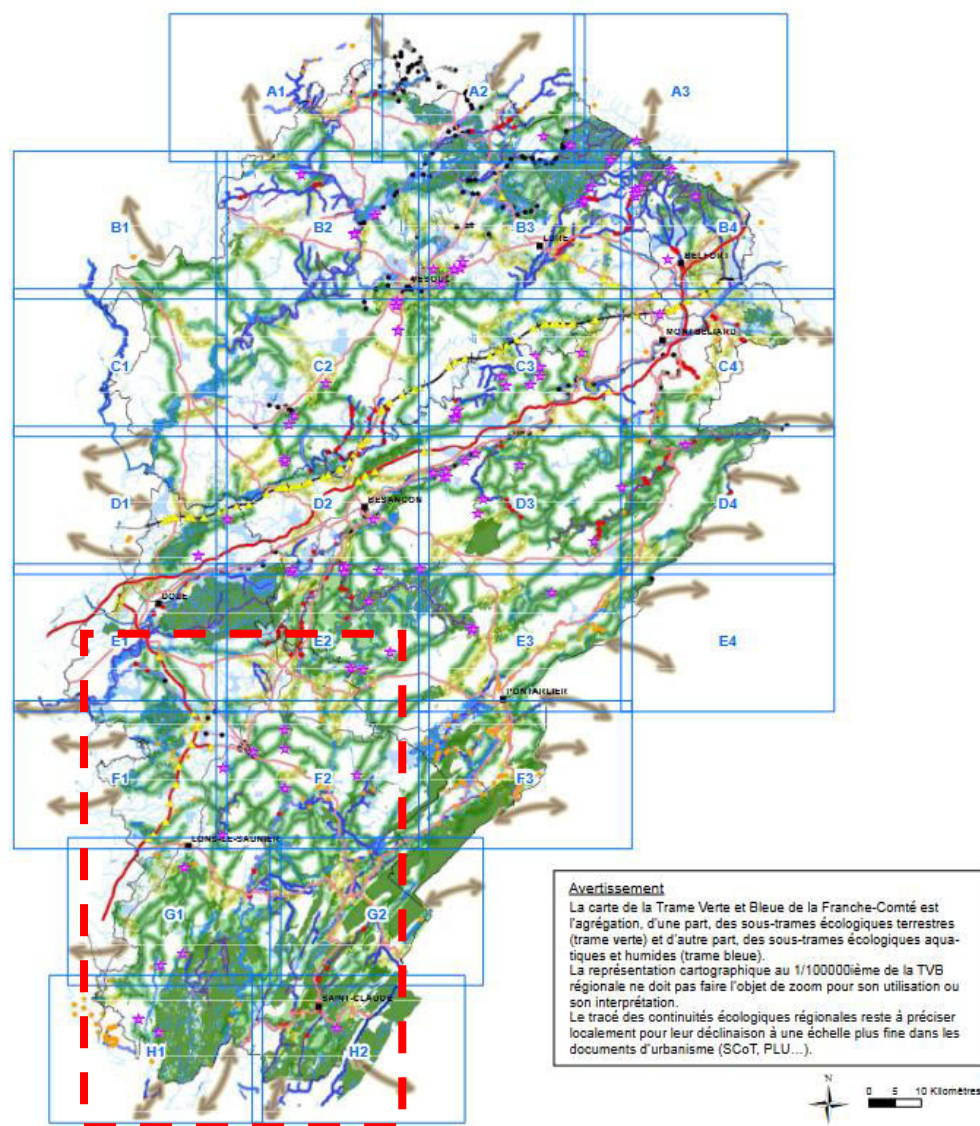 A1
A2
A3
B1
B2
B3
B4
LURE
BELFORT
VESOUL
MONTBELIARD
C1
C2
C3
C4
D1
D2
D3
D4
BESANCON
DOLE
E1
E2
E3
E4
PONTARLIER
F1
F2
F3
LONS-LE-SAUNIER
G1
G2
SAINT-CLAUDE
H1
H2
Avertissement
La carte de la Trame Verte et Bleue de la Franche-Comté est
l'agrégation, d'une part, des sous-trames écologiques terrestres
(trame verte) et d'autre part, des sous-trames écologiques aqua-
tiques et humides (trame bleue).
La représentation cartographique au 1/100000ième de la TVB
régionale ne doit pas faire l'objet de zoom pour son utilisation ou
son interprétation.
Le tracé des continuités écologiques régionales reste à préciser
localement pour leur déclinaison à une échelle plus fine dans les
documents d'urbanisme (SCoT, PLU...).
N
0 5 10 Kilomètres